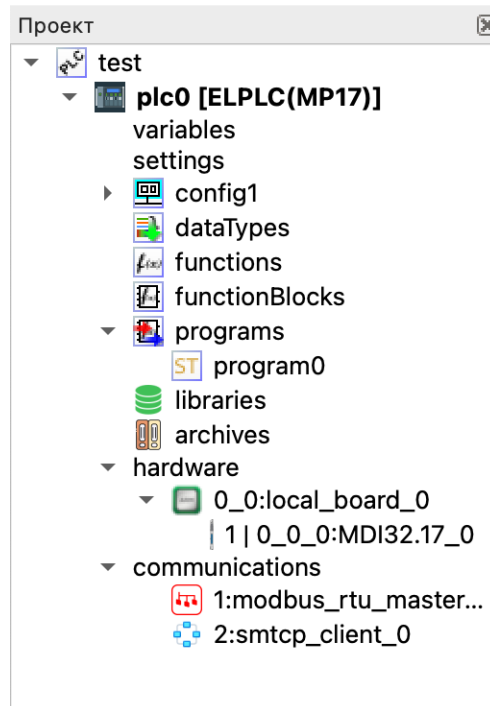 Проект
test
plc0 [ELPLC(MP17)]
variables
settings
config1
dataTypes
functions
functionBlocks
programs
ST program0
libraries
archives
hardware
0_0:local_board_0
1 | 0_0_0:MDI32.17_0
communications
1:modbus_rtu_master...
2:smtcp_client_0